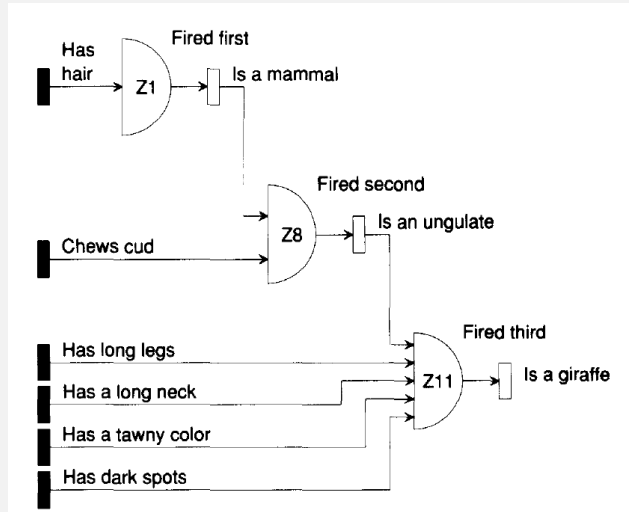 Fired first
Has
hair
Z1
Is a mammal
Fired second
Z8
Is an ungulate
Chews cud
Fired third
Has long legs
Z11
Is a giraffe
Has a long neck
Has a tawny color
Has dark spots